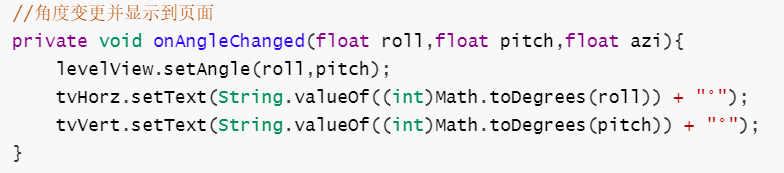 //角度变更并显示到页面
private void onAngleChanged(float roll,float pitch,float azi){
    levelView.setAngle(roll,pitch);
    tvHorz.setText(String.valueOf((int)Math.toDegrees(roll)) + "°");
    tvVert.setText(String.valueOf((int)Math.toDegrees(pitch)) + "°");
}